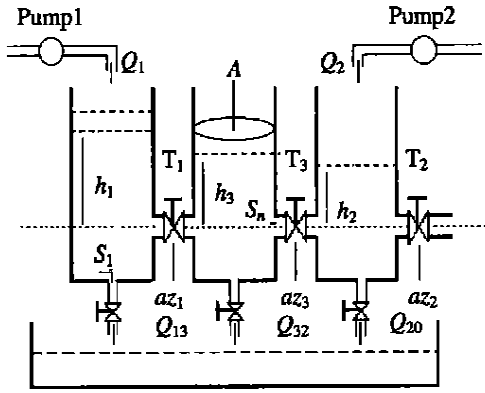 Pump1 Pump2
Q1 A Q2
T1 T3 T2
h1 h3 Sn h2
S1
az1 az3 az2
Q13 Q32 Q20